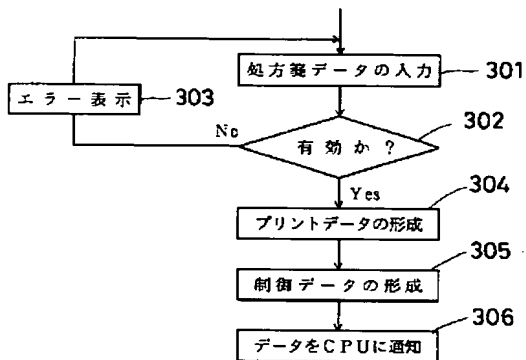 処方箋データの入力 301
エラー表示 303
302
No
有効か？
Yes
304
プリントデータの形成
305
制御データの形成
306
データをCPUに通知